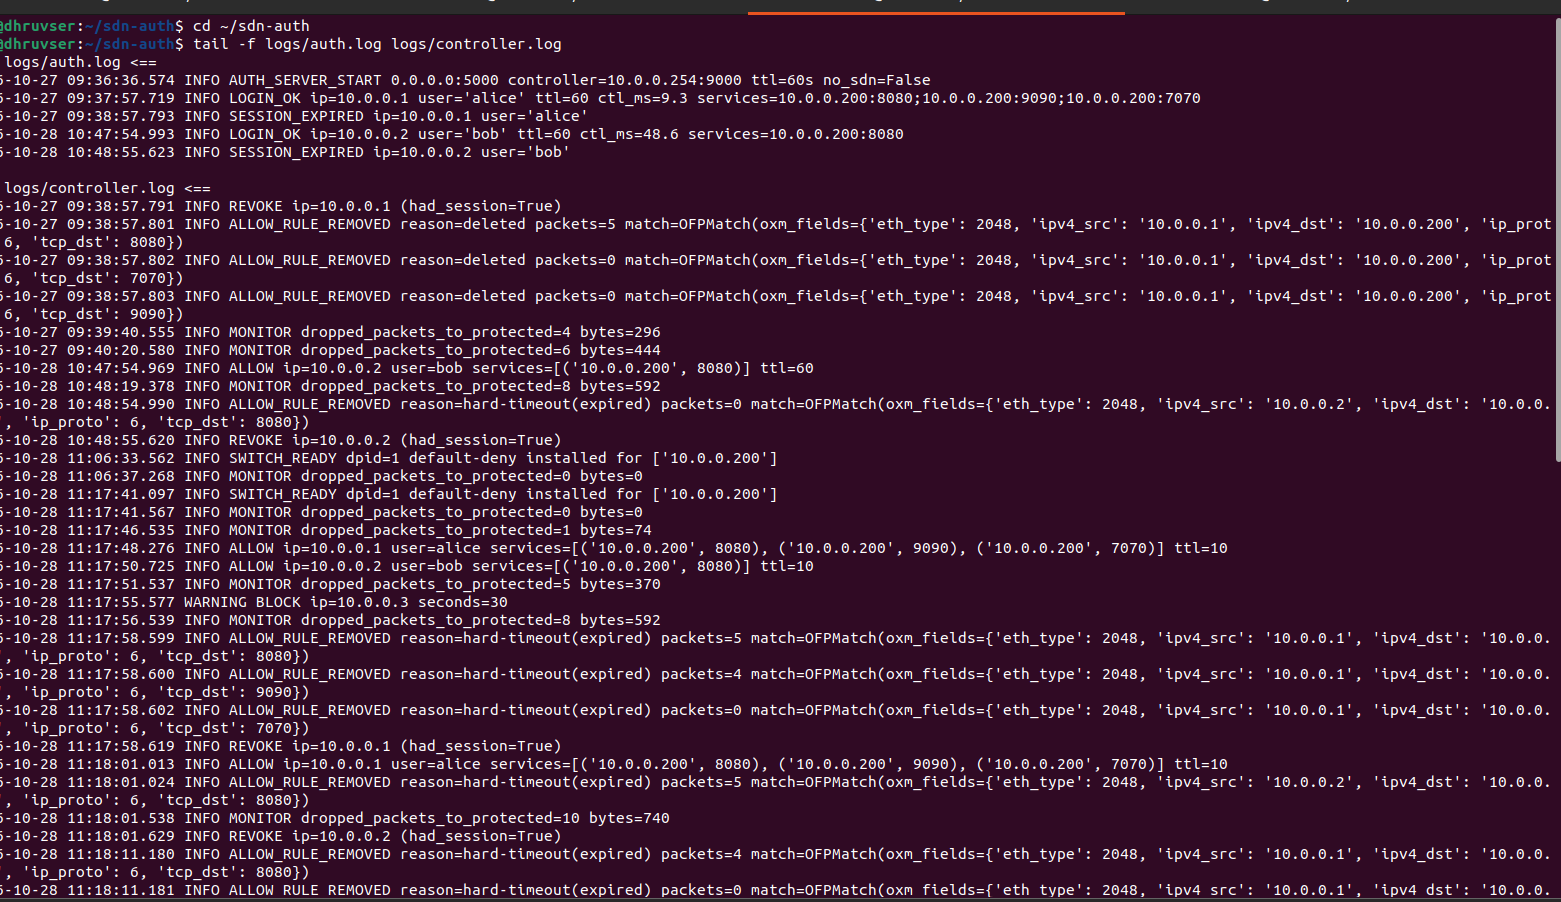 @dhruvser:~/sdn-auth$ cd ~/sdn-auth
@dhruvser:~/sdn-auth$ tail -f logs/auth.log logs/controller.log
logs/auth.log <==
5-10-27 09:36:36.574 INFO AUTH_SERVER_START 0.0.0.0:5000 controller=10.0.0.254:9000 ttl=60s no_sdn=False
5-10-27 09:37:57.719 INFO LOGIN_OK ip=10.0.0.1 user='alice' ttl=60 ctl_ms=9.3 services=10.0.0.200:8080;10.0.0.200:9090;10.0.0.200:7070
5-10-27 09:38:57.793 INFO SESSION_EXPIRED ip=10.0.0.1 user='alice'
5-10-28 10:47:54.993 INFO LOGIN_OK ip=10.0.0.2 user='bob' ttl=60 ctl_ms=48.6 services=10.0.0.200:8080
5-10-28 10:48:55.623 INFO SESSION_EXPIRED ip=10.0.0.2 user='bob'
logs/controller.log <==
5-10-27 09:38:57.791 INFO REVOKE ip=10.0.0.1 (had_session=True)
5-10-27 09:38:57.801 INFO ALLOW_RULE_REMOVED reason=deleted packets=5 match=OFPMatch(oxm_fields={'eth_type': 2048, 'ipv4_src': '10.0.0.1', 'ipv4_dst': '10.0.0.200', 'ip_prot
6, 'tcp_dst': 8080})
5-10-27 09:38:57.802 INFO ALLOW_RULE_REMOVED reason=deleted packets=0 match=OFPMatch(oxm_fields={'eth_type': 2048, 'ipv4_src': '10.0.0.1', 'ipv4_dst': '10.0.0.200', 'ip_prot
6, 'tcp_dst': 7070})
5-10-27 09:38:57.803 INFO ALLOW_RULE_REMOVED reason=deleted packets=0 match=OFPMatch(oxm_fields={'eth_type': 2048, 'ipv4_src': '10.0.0.1', 'ipv4_dst': '10.0.0.200', 'ip_prot
6, 'tcp_dst': 9090})
5-10-27 09:39:40.555 INFO MONITOR dropped_packets_to_protected=4 bytes=296
5-10-27 09:40:20.580 INFO MONITOR dropped_packets_to_protected=6 bytes=444
5-10-28 10:47:54.969 INFO ALLOW ip=10.0.0.2 user=bob services=[('10.0.0.200', 8080)] ttl=60
5-10-28 10:48:19.378 INFO MONITOR dropped_packets_to_protected=8 bytes=592
5-10-28 10:48:54.990 INFO ALLOW_RULE_REMOVED reason=hard-timeout(expired) packets=0 match=OFPMatch(oxm_fields={'eth_type': 2048, 'ipv4_src': '10.0.0.2', 'ipv4_dst': '10.0.0.
', 'ip_proto': 6, 'tcp_dst': 8080})
5-10-28 10:48:55.620 INFO REVOKE ip=10.0.0.2 (had_session=True)
5-10-28 11:06:33.562 INFO SWITCH_READY dpid=1 default-deny installed for ['10.0.0.200']
5-10-28 11:06:37.268 INFO MONITOR dropped_packets_to_protected=0 bytes=0
5-10-28 11:17:41.097 INFO SWITCH_READY dpid=1 default-deny installed for ['10.0.0.200']
5-10-28 11:17:41.567 INFO MONITOR dropped_packets_to_protected=0 bytes=0
5-10-28 11:17:46.535 INFO MONITOR dropped_packets_to_protected=1 bytes=74
5-10-28 11:17:48.276 INFO ALLOW ip=10.0.0.1 user=alice services=[('10.0.0.200', 8080), ('10.0.0.200', 9090), ('10.0.0.200', 7070)] ttl=10
5-10-28 11:17:50.725 INFO ALLOW ip=10.0.0.2 user=bob services=[('10.0.0.200', 8080)] ttl=10
5-10-28 11:17:51.537 INFO MONITOR dropped_packets_to_protected=5 bytes=370
5-10-28 11:17:55.577 WARNING BLOCK ip=10.0.0.3 seconds=30
5-10-28 11:17:56.539 INFO MONITOR dropped_packets_to_protected=8 bytes=592
5-10-28 11:17:58.599 INFO ALLOW_RULE_REMOVED reason=hard-timeout(expired) packets=5 match=OFPMatch(oxm_fields={'eth_type': 2048, 'ipv4_src': '10.0.0.1', 'ipv4_dst': '10.0.0.
', 'ip_proto': 6, 'tcp_dst': 8080})
5-10-28 11:17:58.600 INFO ALLOW_RULE_REMOVED reason=hard-timeout(expired) packets=4 match=OFPMatch(oxm_fields={'eth_type': 2048, 'ipv4_src': '10.0.0.1', 'ipv4_dst': '10.0.0.
', 'ip_proto': 6, 'tcp_dst': 9090})
5-10-28 11:17:58.602 INFO ALLOW_RULE_REMOVED reason=hard-timeout(expired) packets=0 match=OFPMatch(oxm_fields={'eth_type': 2048, 'ipv4_src': '10.0.0.1', 'ipv4_dst': '10.0.0.
', 'ip_proto': 6, 'tcp_dst': 7070})
5-10-28 11:17:58.619 INFO REVOKE ip=10.0.0.1 (had_session=True)
5-10-28 11:18:01.013 INFO ALLOW ip=10.0.0.1 user=alice services=[('10.0.0.200', 8080), ('10.0.0.200', 9090), ('10.0.0.200', 7070)] ttl=10
5-10-28 11:18:01.024 INFO ALLOW_RULE_REMOVED reason=hard-timeout(expired) packets=5 match=OFPMatch(oxm_fields={'eth_type': 2048, 'ipv4_src': '10.0.0.2', 'ipv4_dst': '10.0.0.
', 'ip_proto': 6, 'tcp_dst': 8080})
5-10-28 11:18:01.538 INFO MONITOR dropped_packets_to_protected=10 bytes=740
5-10-28 11:18:01.629 INFO REVOKE ip=10.0.0.2 (had_session=True)
5-10-28 11:18:11.180 INFO ALLOW_RULE_REMOVED reason=hard-timeout(expired) packets=4 match=OFPMatch(oxm_fields={'eth_type': 2048, 'ipv4_src': '10.0.0.1', 'ipv4_dst': '10.0.0.
', 'ip_proto': 6, 'tcp_dst': 8080})
5-10-28 11:18:11.181 INFO ALLOW_RULE_REMOVED reason=hard-timeout(expired) packets=0 match=OFPMatch(oxm_fields={'eth_type': 2048, 'ipv4_src': '10.0.0.1', 'ipv4_dst': '10.0.0.